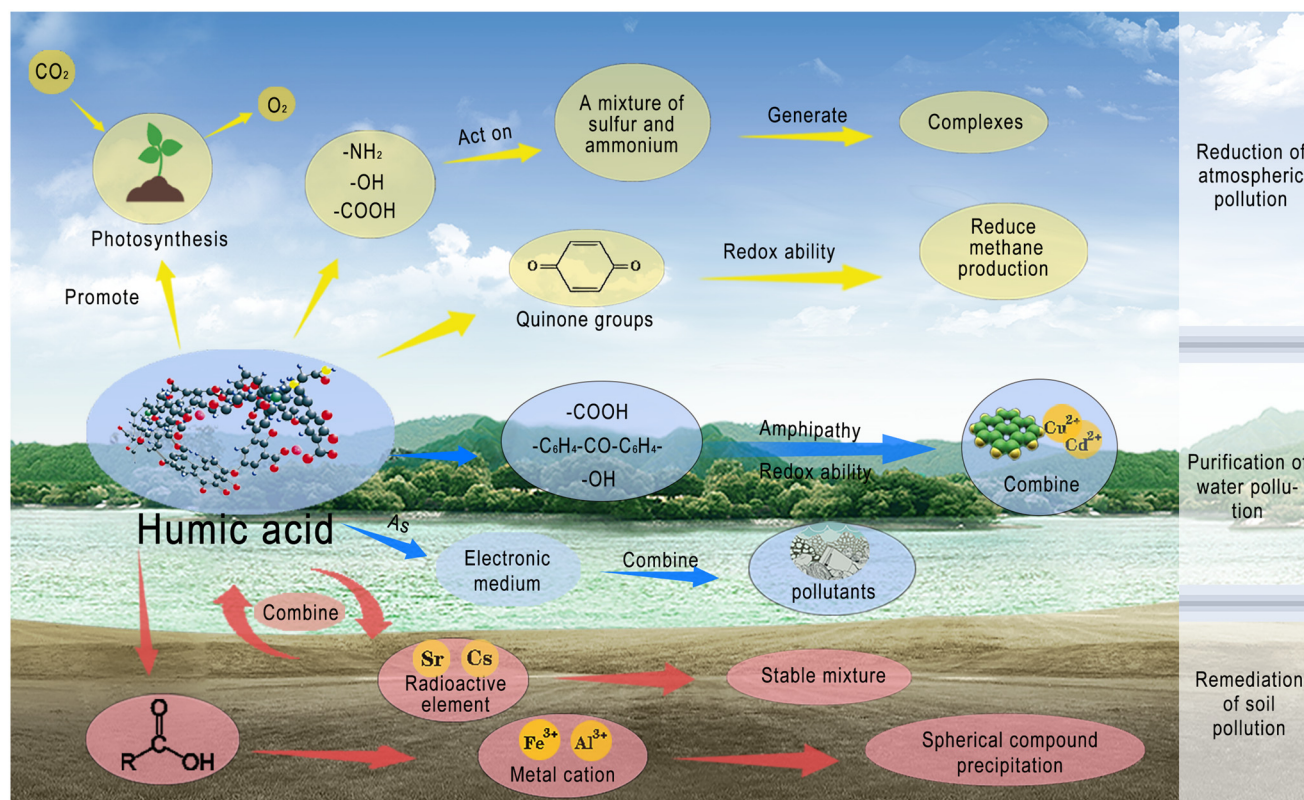 CO₂
O₂
Photosynthesis
Promote
-NH₂
-OH
-COOH
Act on
A mixture of
sulfur and
ammonium
Generate
Complexes
Reduction of
atmospheric
pollution
O= =O
Quinone groups
Redox ability
Reduce
methane
production
Humic acid
-COOH
-C₆H₄-CO-C₆H₄-
-OH
Amphipathy
Redox ability
Cu²⁺
Cd²⁺
Combine
Purification of
water pollu-
tion
As
Electronic
medium
Combine
pollutants
Combine
Sr Cs
Radioactive
element
Stable mixture
Remediation
of soil
pollution
O
R C OH
Fe³⁺ Al³⁺
Metal cation
Spherical compound
precipitation